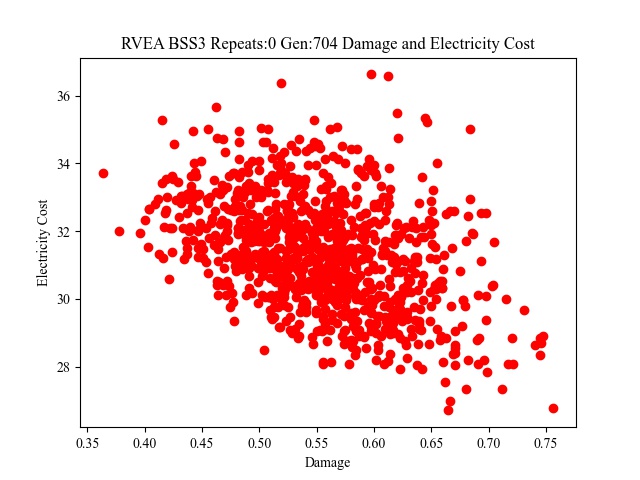 RVEA BSS3 Repeats:0 Gen:704 Damage and Electricity Cost
Electricity Cost
36
34
32
30
28
0.35 0.40 0.45 0.50 0.55 0.60 0.65 0.70 0.75
Damage